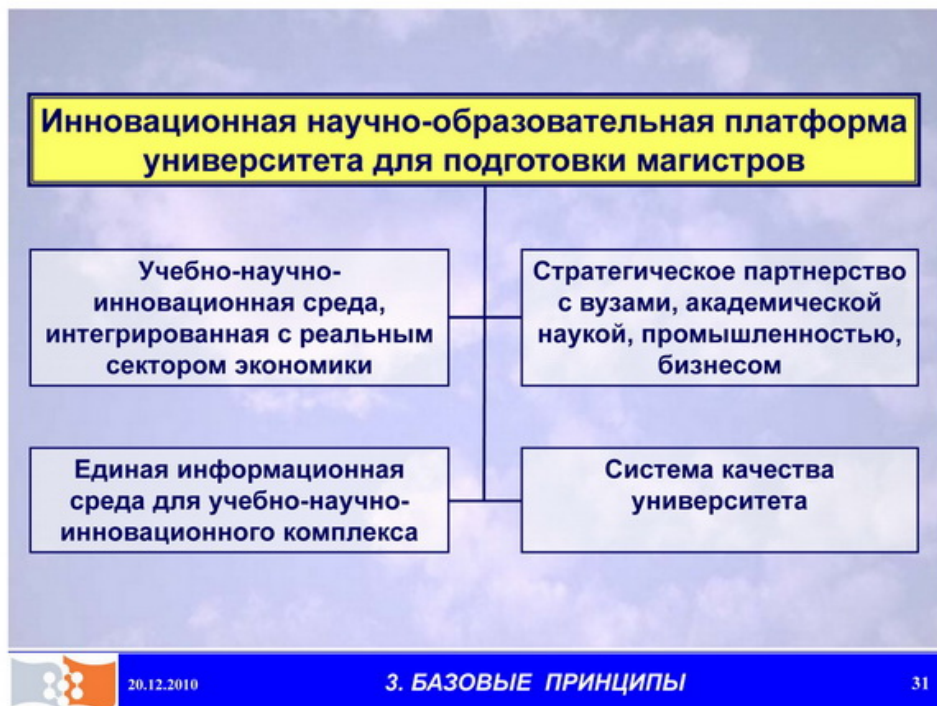 Инновационная научно-образовательная платформа
университета для подготовки магистров
Учебно-научно-
инновационная среда,
интегрированная с реальным
сектором экономики
Стратегическое партнерство
с вузами, академической
наукой, промышленностью,
бизнесом
Единая информационная
среда для учебно-научно-
инновационного комплекса
Система качества
университета
20.12.2010
3. БАЗОВЫЕ ПРИНЦИПЫ
31